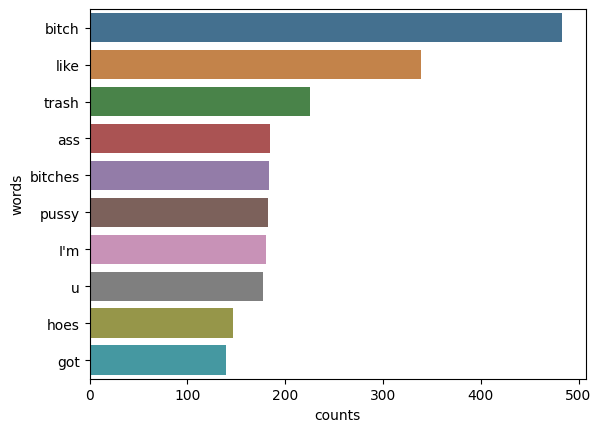 bitch
like
trash
ass
bitches
pussy
I'm
u
hoes
got
words
0 100 200 300 400 500
counts